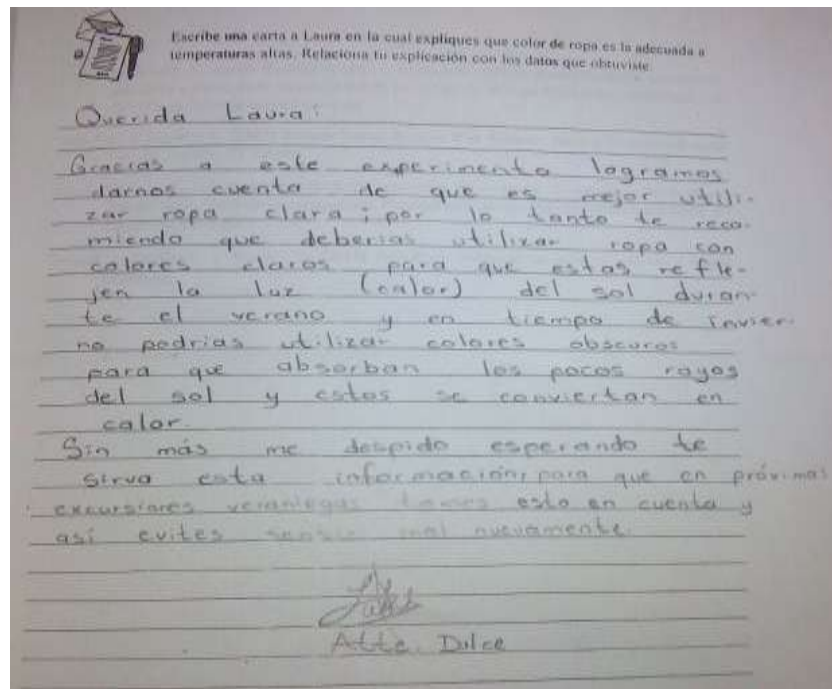 Escribe una carta a Laura en la cual expliques que color de ropa es la adecuada a
temperaturas altas. Relaciona tu explicación con los datos que obtuviste.
Querida Laura:
Gracias a este experimento logramos
darnos cuenta de que es mejor utili-
zar ropa clara; por lo tanto te reco-
miendo que deberias utilizar ropa con
colores claros para que estas refle-
jen la luz (calor) del sol duran-
te el verano y en tiempo de invier-
no podrias utilizar colores obscuros
para que absorban los pocos rayos
del sol y estos se conviertan en
calor.
Sin más me despido esperando te
sirva esta información, para que en próximas
excursiones veraniegas tomes esto en cuenta y
así evites sentir mal nuevamente.
Atte. Dulce